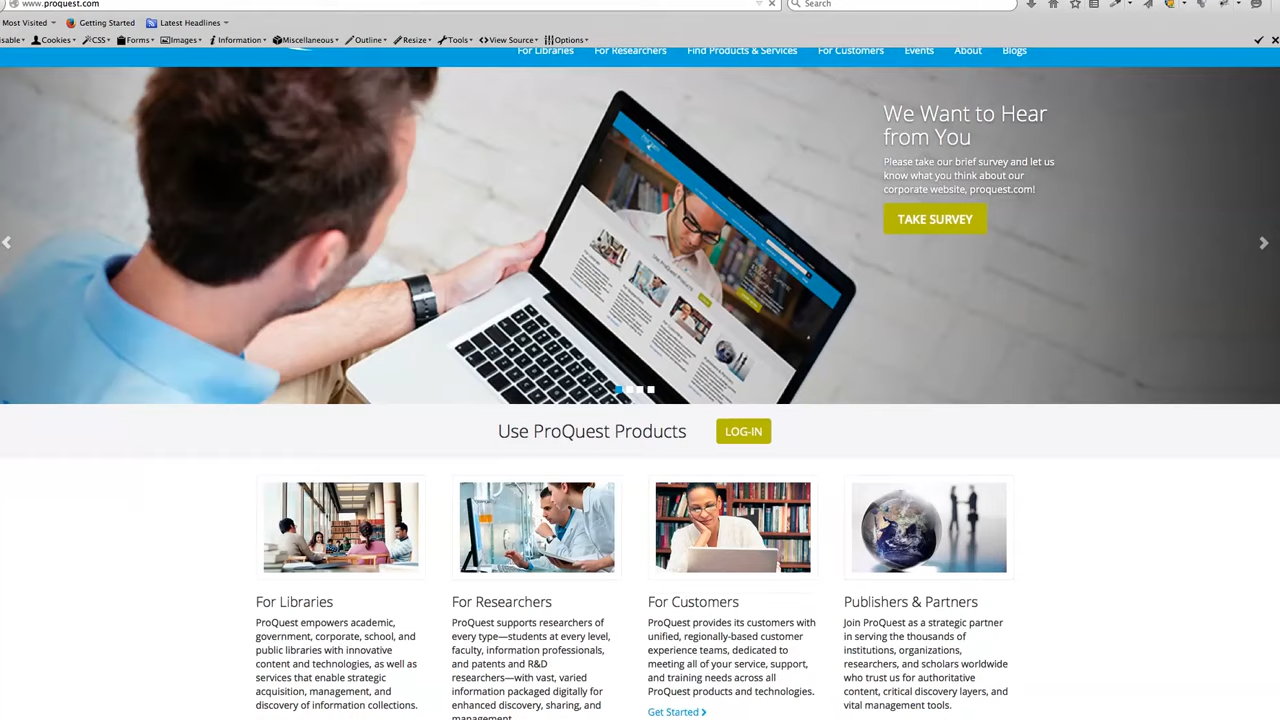 www.proquest.com
Search
Most Visited
Getting Started
Latest Headlines
Cookies
CSS
Forms
Images
Information
Miscellaneous
Outline
Resize
Tools
View Source
Options
For Libraries
For Researchers
Find Products & Services
For Customers
Events
About
Blogs
We Want to Hear
from You
Please take our brief survey and let us
know what you think about our
corporate website, proquest.com!
TAKE SURVEY
Use ProQuest Products
LOG-IN
For Libraries
ProQuest empowers academic,
government, corporate, school, and
public libraries with innovative
content and technologies, as well as
services that enable strategic
acquisition, management, and
discovery of information collections.
For Researchers
ProQuest supports researchers of
every type—students at every level,
faculty, information professionals,
and patents and R&D
researchers—with vast, varied
information packaged digitally for
enhanced discovery, sharing, and
management.
For Customers
ProQuest provides its customers with
unified, regionally-based customer
experience teams, dedicated to
meeting all of your service, support,
and training needs across all
ProQuest products and technologies.
Get Started
Publishers & Partners
Join ProQuest as a strategic partner
in serving the thousands of
institutions, organizations,
researchers, and scholars worldwide
who trust us for authoritative
content, critical discovery layers, and
vital management tools.